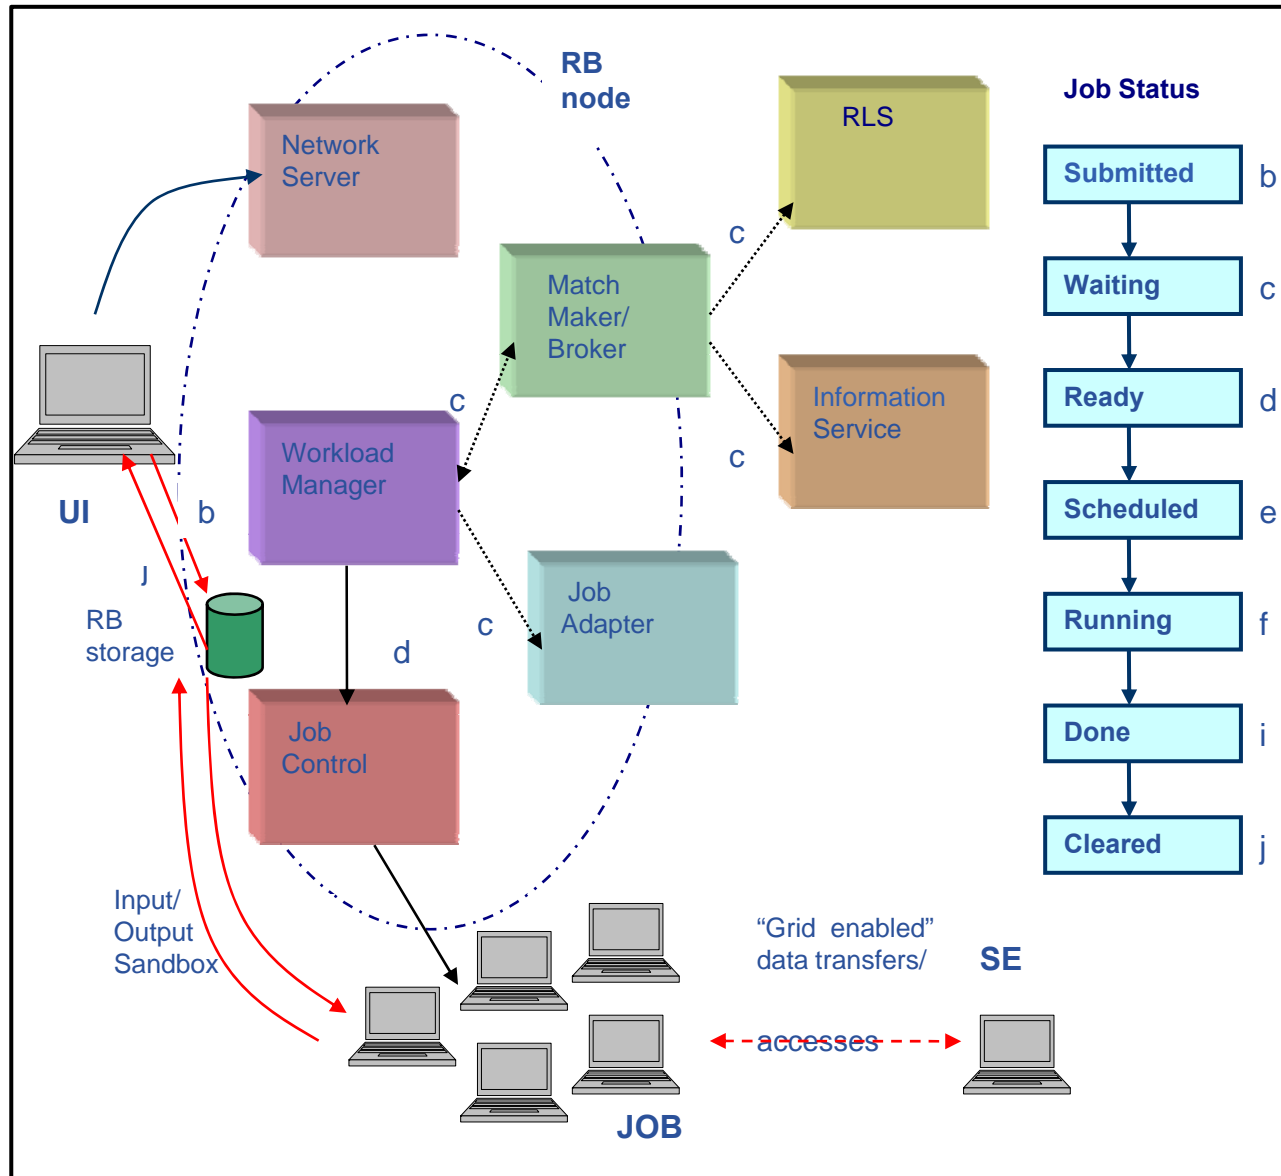 RB
node
Network
Server
RLS
Job Status
Submitted
b
Waiting
c
Ready
d
Scheduled
e
Running
f
Done
i
Cleared
j
c
Match
Maker/
Broker
c
Information
Service
c
Workload
Manager
UI
b
j
RB
storage
c
Job
Adapter
d
Job
Control
Input/
Output
Sandbox
“Grid enabled”
data transfers/
accesses
SE
JOB